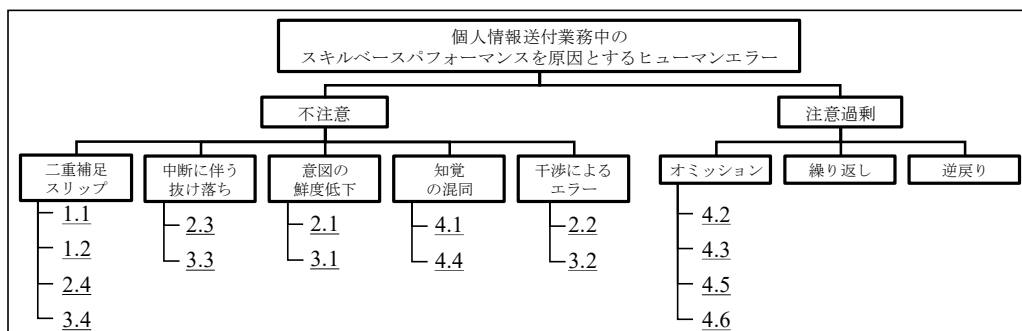 個人情報送付業務中の
スキルベースパフォーマンスを原因とするヒューマンエラー
不注意
注意過剰
二重補足
スリップ
中断に伴う
抜け落ち
意図の
鮮度低下
知覚
の混同
干渉による
エラー
オミッション
繰り返し
逆戻り
1.1
1.2
2.4
3.4
2.3
3.3
2.1
3.1
4.1
4.4
2.2
3.2
4.2
4.3
4.5
4.6